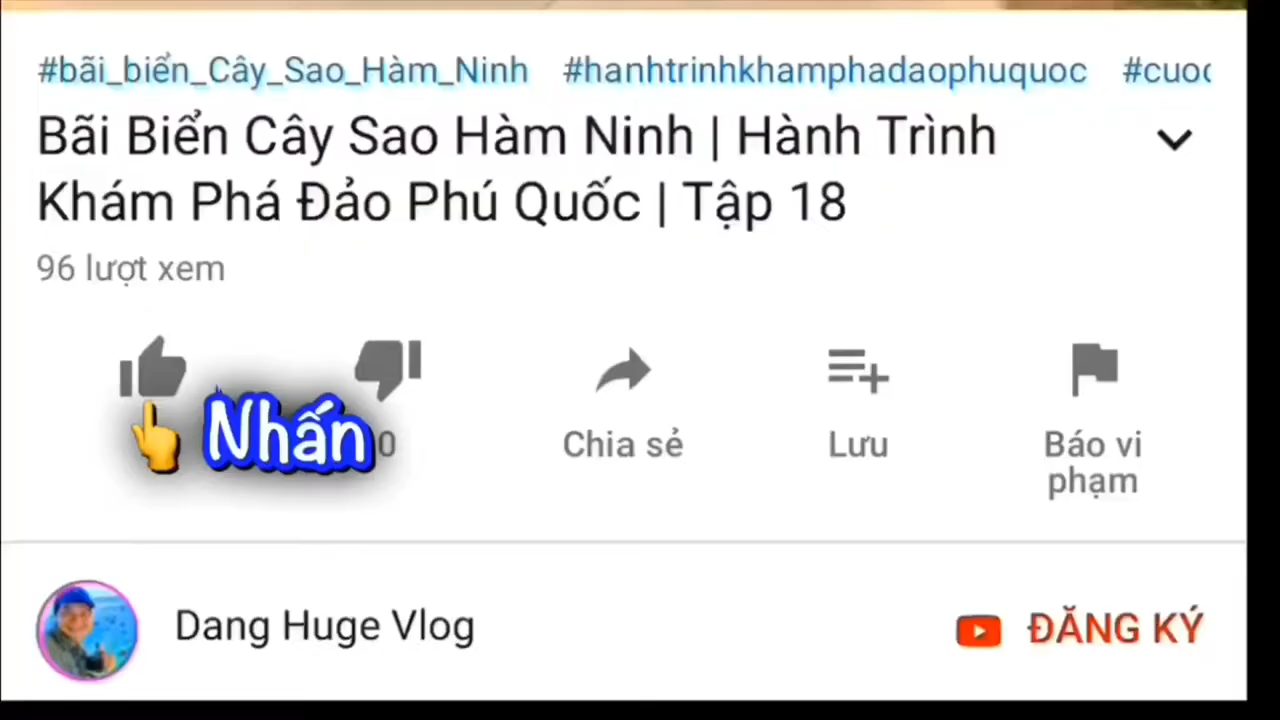 #bãi_biển_Cây_Sao_Hàm_Ninh #hanhtrinhkhamphadaophuquoc
Bãi Biển Cây Sao Hàm Ninh | Hành Trình
Khám Phá Đảo Phú Quốc | Tập 18
96 lượt xem
Nhấn 0 Chia sẻ Lưu Báo vi
phạm
Dang Huge Vlog ĐĂNG KÝ